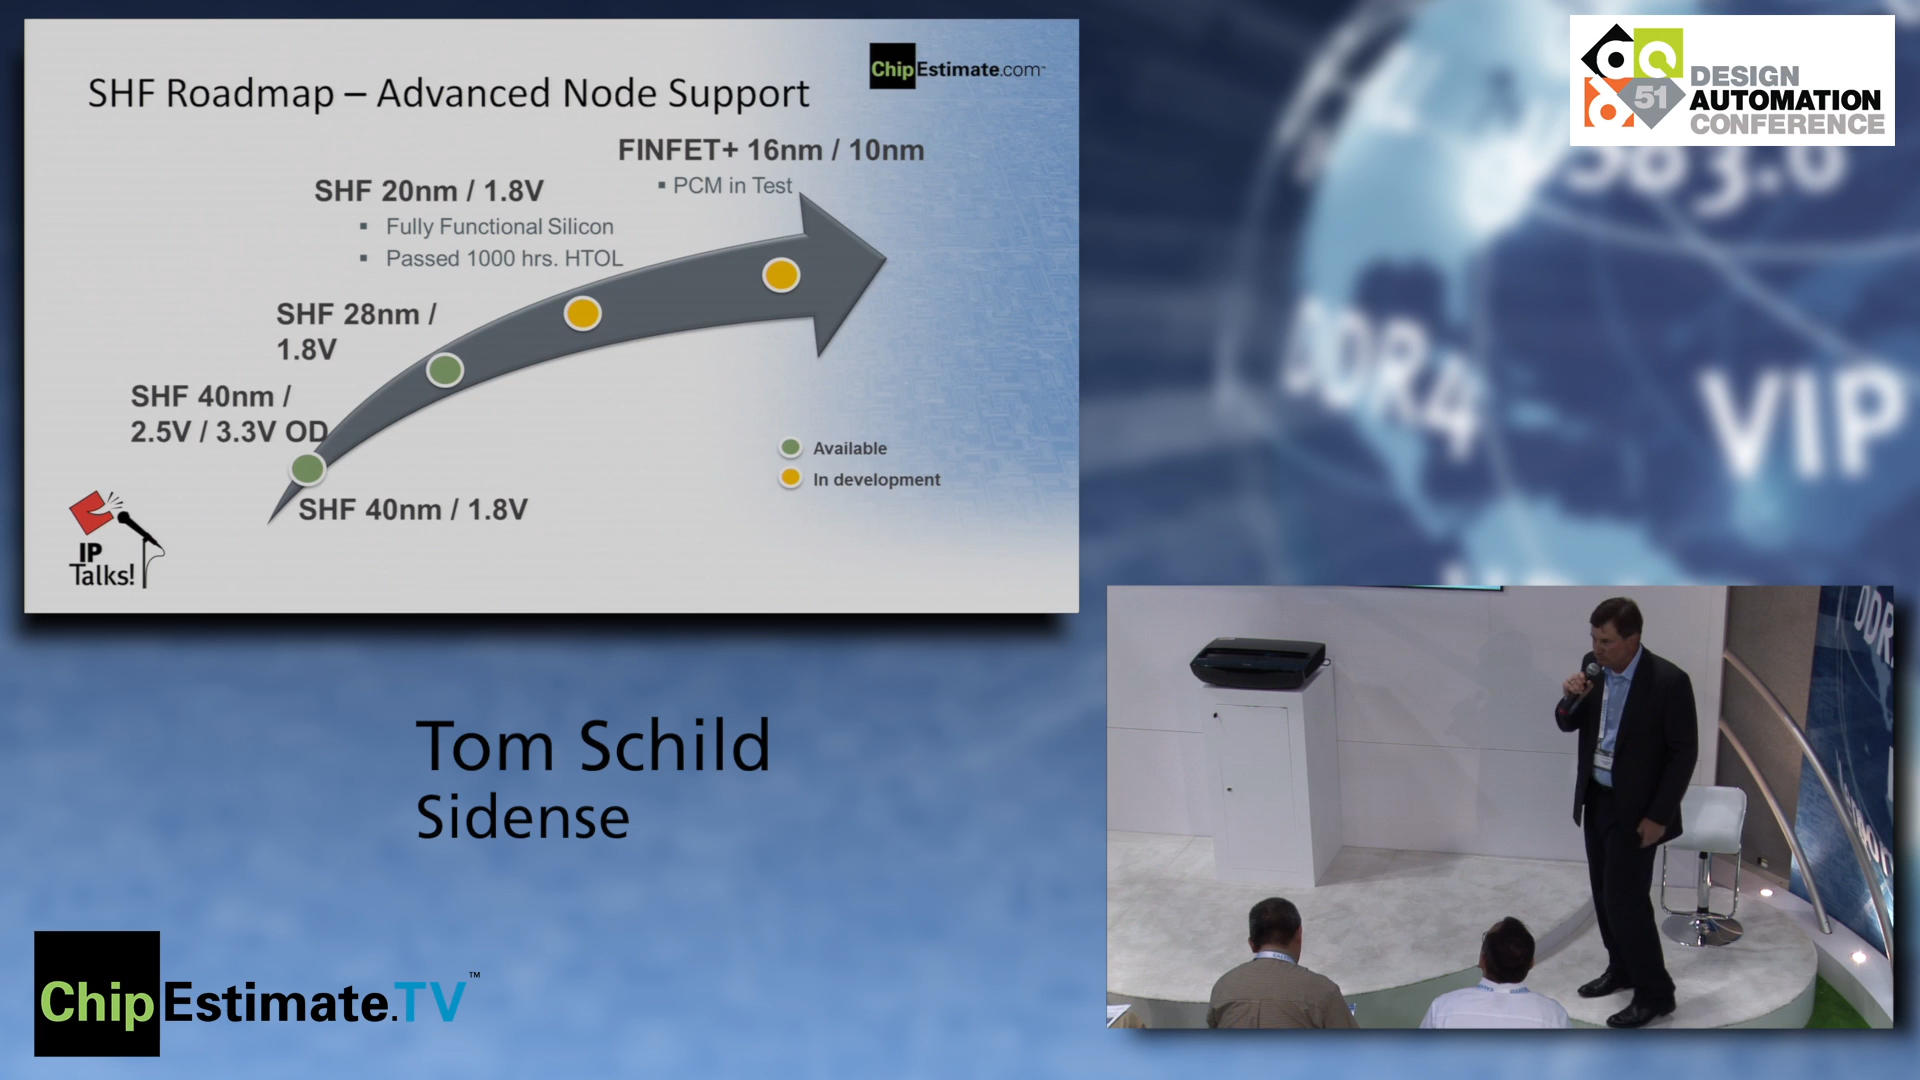 SHF Roadmap – Advanced Node Support
ChipEstimate.com™
FINFET+ 16nm / 10nm
▪ PCM in Test
SHF 20nm / 1.8V
▪ Fully Functional Silicon
▪ Passed 1000 hrs. HTOL
SHF 28nm /
1.8V
SHF 40nm /
2.5V / 3.3V OD
SHF 40nm / 1.8V
Available
In development
IP
Talks!
51
DESIGN
AUTOMATION
CONFERENCE
DDR4
VIP
Tom Schild
Sidense
ChipEstimate.TV™